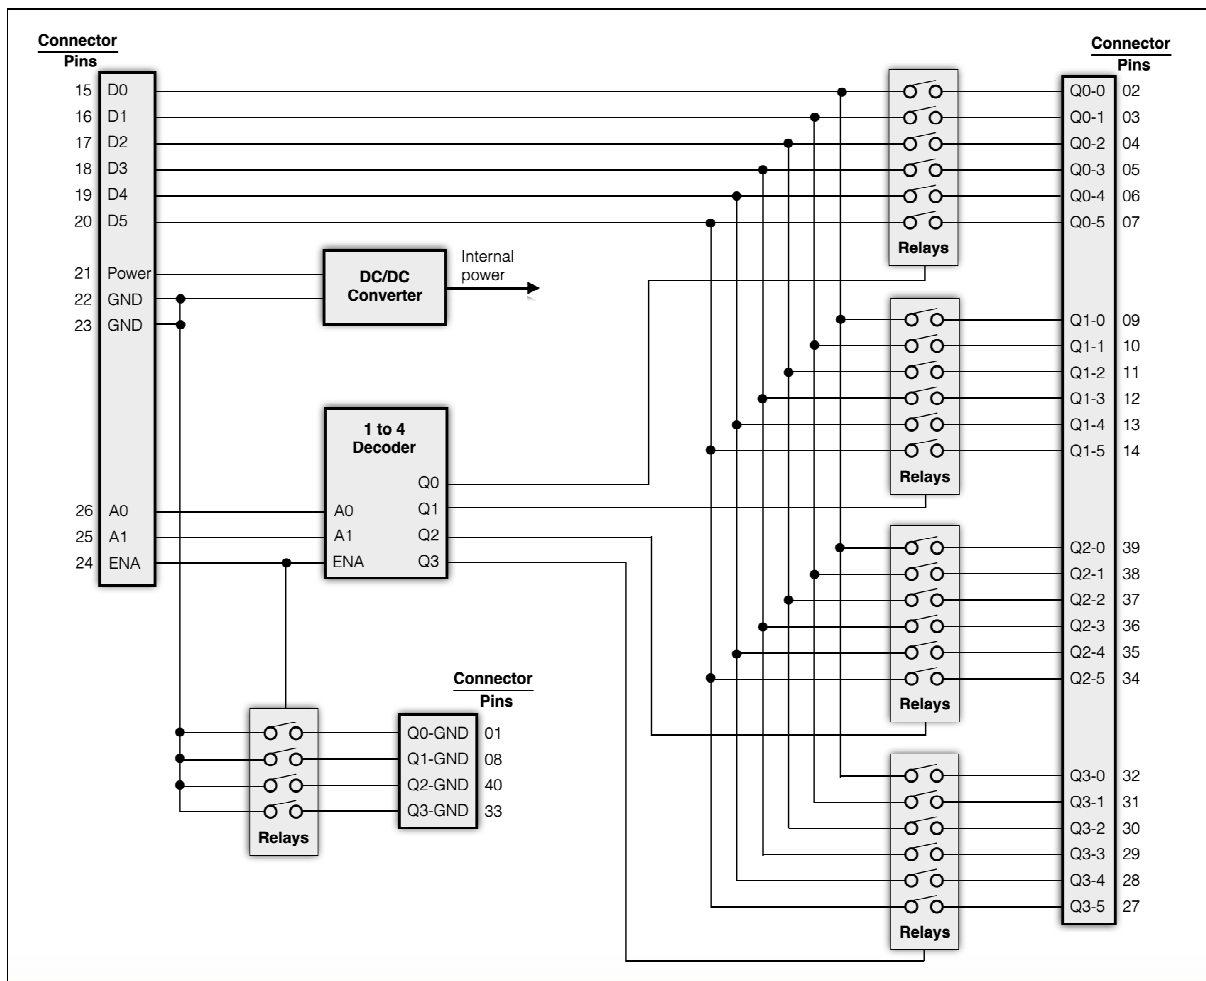 Connector
Pins
15 D0
16 D1
17 D2
18 D3
19 D4
20 D5
21 Power
22 GND
23 GND
26 A0
25 A1
24 ENA
DC/DC
Converter
Internal
power
1 to 4
Decoder
Q0
A0 Q1
A1 Q2
ENA Q3
Connector
Pins
Q0-GND 01
Q1-GND 08
Q2-GND 40
Q3-GND 33
Relays
Relays
Relays
Relays
Relays
Connector
Pins
Q0-0 02
Q0-1 03
Q0-2 04
Q0-3 05
Q0-4 06
Q0-5 07
Q1-0 09
Q1-1 10
Q1-2 11
Q1-3 12
Q1-4 13
Q1-5 14
Q2-0 39
Q2-1 38
Q2-2 37
Q2-3 36
Q2-4 35
Q2-5 34
Q3-0 32
Q3-1 31
Q3-2 30
Q3-3 29
Q3-4 28
Q3-5 27